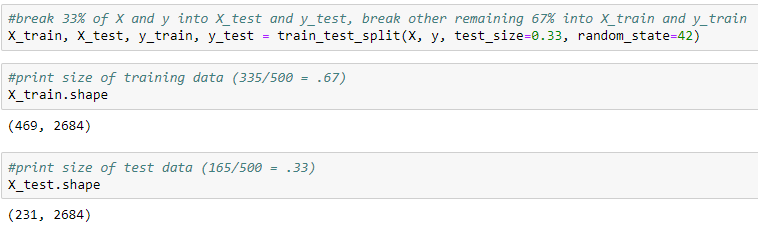 #break 33% of X and y into X_test and y_test, break other remaining 67% into X_train and y_train
X_train, X_test, y_train, y_test = train_test_split(X, y, test_size=0.33, random_state=42)
#print size of training data (335/500 = .67)
X_train.shape
(469, 2684)
#print size of test data (165/500 = .33)
X_test.shape
(231, 2684)